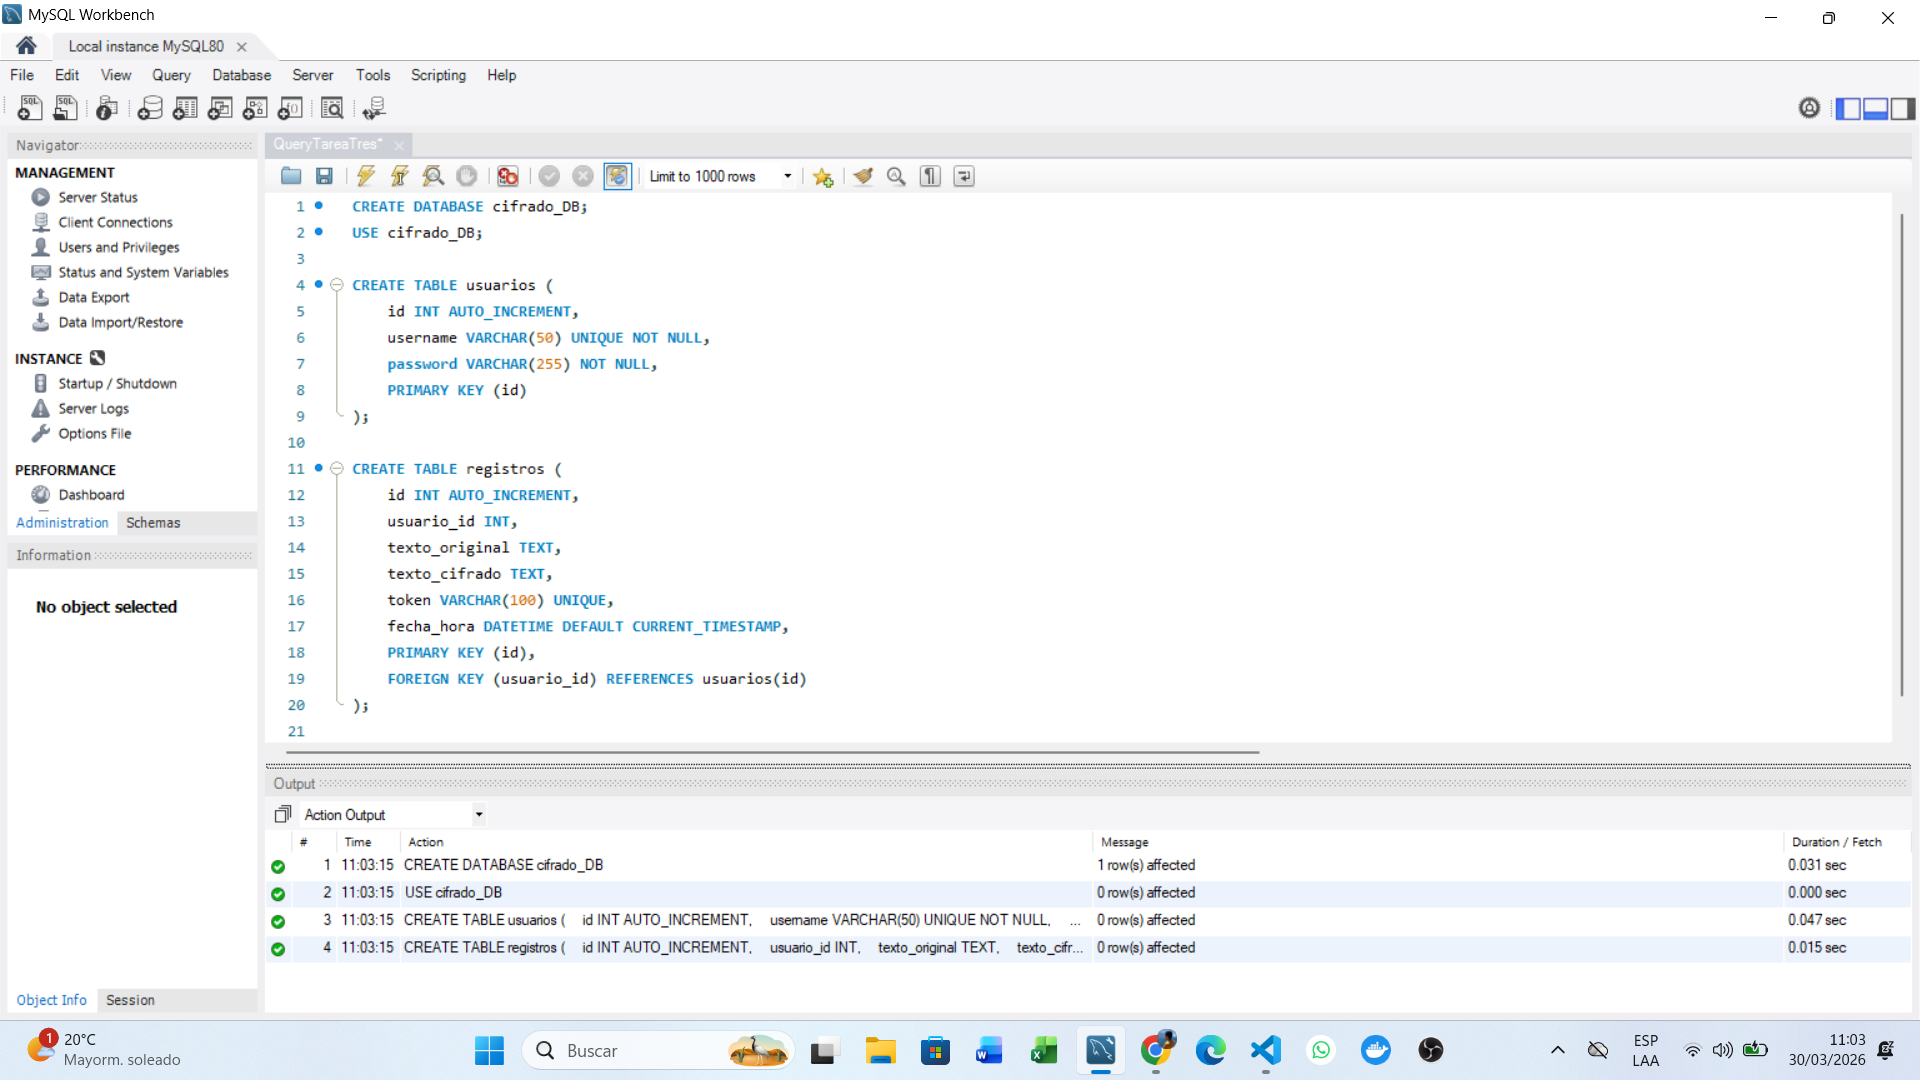 MySQL Workbench
Local instance MySQL80
File Edit View Query Database Server Tools Scripting Help
Navigator
MANAGEMENT
Server Status
Client Connections
Users and Privileges
Status and System Variables
Data Export
Data Import/Restore
INSTANCE
Startup / Shutdown
Server Logs
Options File
PERFORMANCE
Dashboard
Administration Schemas
Information
No object selected
Object Info Session
QueryTareaTres*
Limit to 1000 rows
1 CREATE DATABASE cifrado_DB;
2 USE cifrado_DB;
3
4 CREATE TABLE usuarios (
5 id INT AUTO_INCREMENT,
6 username VARCHAR(50) UNIQUE NOT NULL,
7 password VARCHAR(255) NOT NULL,
8 PRIMARY KEY (id)
9 );
10
11 CREATE TABLE registros (
12 id INT AUTO_INCREMENT,
13 usuario_id INT,
14 texto_original TEXT,
15 texto_cifrado TEXT,
16 token VARCHAR(100) UNIQUE,
17 fecha_hora DATETIME DEFAULT CURRENT_TIMESTAMP,
18 PRIMARY KEY (id),
19 FOREIGN KEY (usuario_id) REFERENCES usuarios(id)
20 );
21
Output
Action Output
# Time Action Message Duration / Fetch
1 11:03:15 CREATE DATABASE cifrado_DB 1 row(s) affected 0.031 sec
2 11:03:15 USE cifrado_DB 0 row(s) affected 0.000 sec
3 11:03:15 CREATE TABLE usuarios ( id INT AUTO_INCREMENT, username VARCHAR(50) UNIQUE NOT NULL, ... 0 row(s) affected 0.047 sec
4 11:03:15 CREATE TABLE registros ( id INT AUTO_INCREMENT, usuario_id INT, texto_original TEXT, texto_cifr... 0 row(s) affected 0.015 sec
1
20°C
Mayorm. soleado
Buscar
ESP
LAA
11:03
30/03/2026